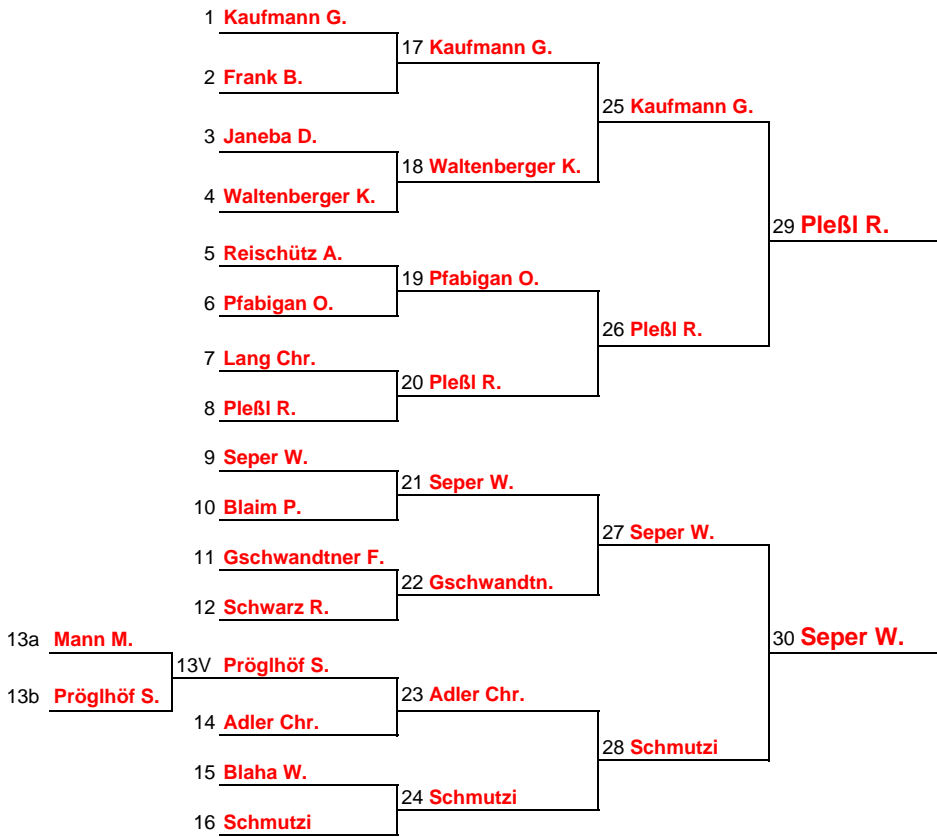 1 Kaufmann G.
17 Kaufmann G.
2 Frank B.
25 Kaufmann G.
3 Janeba D.
18 Waltenberger K.
4 Waltenberger K.
29 Pleßl R.
5 Reischütz A.
19 Pfabigan O.
6 Pfabigan O.
26 Pleßl R.
7 Lang Chr.
20 Pleßl R.
8 Pleßl R.
9 Seper W.
21 Seper W.
10 Blaim P.
27 Seper W.
11 Gschwandtner F.
22 Gschwandtn.
12 Schwarz R.
13a Mann M.
30 Seper W.
13V Pröglhöf S.
13b Pröglhöf S.
23 Adler Chr.
14 Adler Chr.
28 Schmutzi
15 Blaha W.
24 Schmutzi
16 Schmutzi